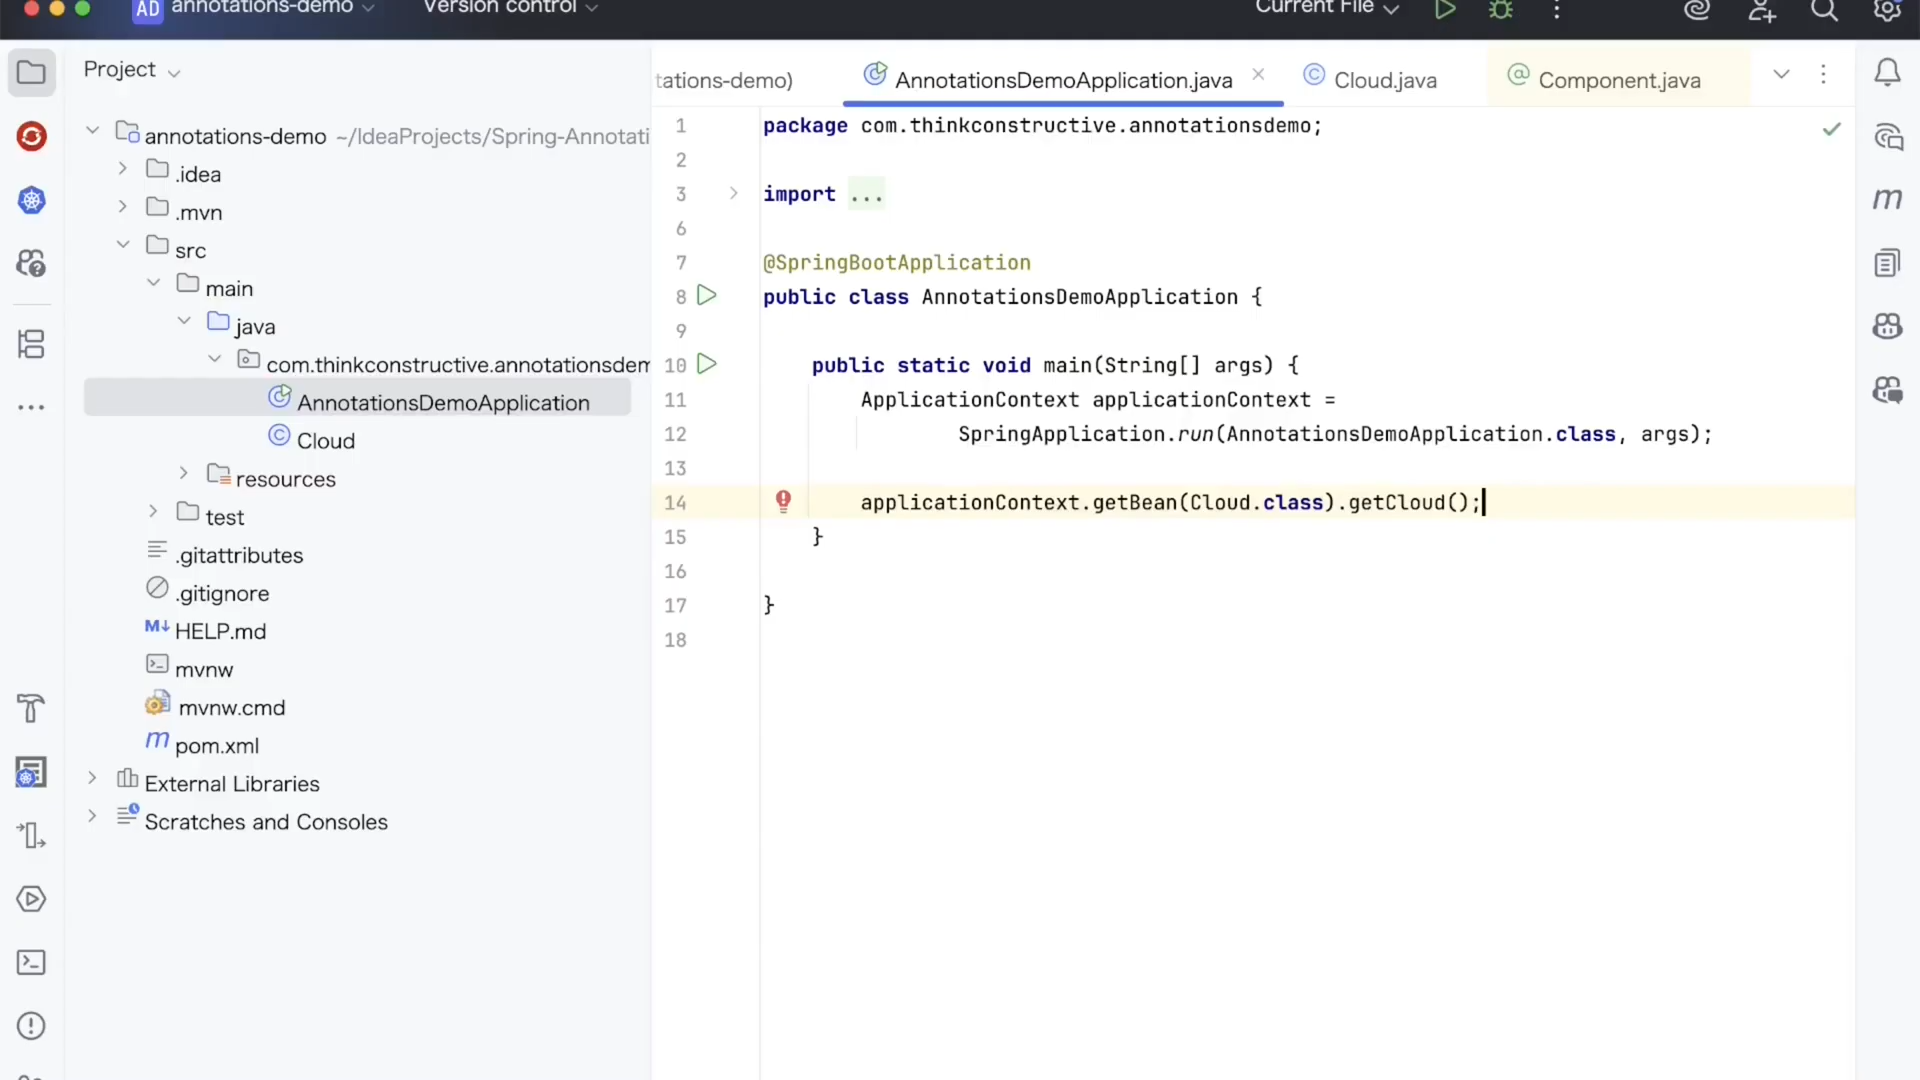 AD annotations-demo Version control Current File
Project
annotations-demo ~/IdeaProjects/Spring-Annotati
.idea
.mvn
src
main
java
com.thinkconstructive.annotationsdem
AnnotationsDemoApplication
Cloud
resources
test
.gitattributes
.gitignore
M↓ HELP.md
mvnw
mvnw.cmd
m pom.xml
External Libraries
Scratches and Consoles
tations-demo) AnnotationsDemoApplication.java Cloud.java Component.java
1 package com.thinkconstructive.annotationsdemo;
2
3 import ...
6
7 @SpringBootApplication
8 public class AnnotationsDemoApplication {
9
10 public static void main(String[] args) {
11 ApplicationContext applicationContext =
12 SpringApplication.run(AnnotationsDemoApplication.class, args);
13
14 applicationContext.getBean(Cloud.class).getCloud();
15 }
16
17 }
18
m